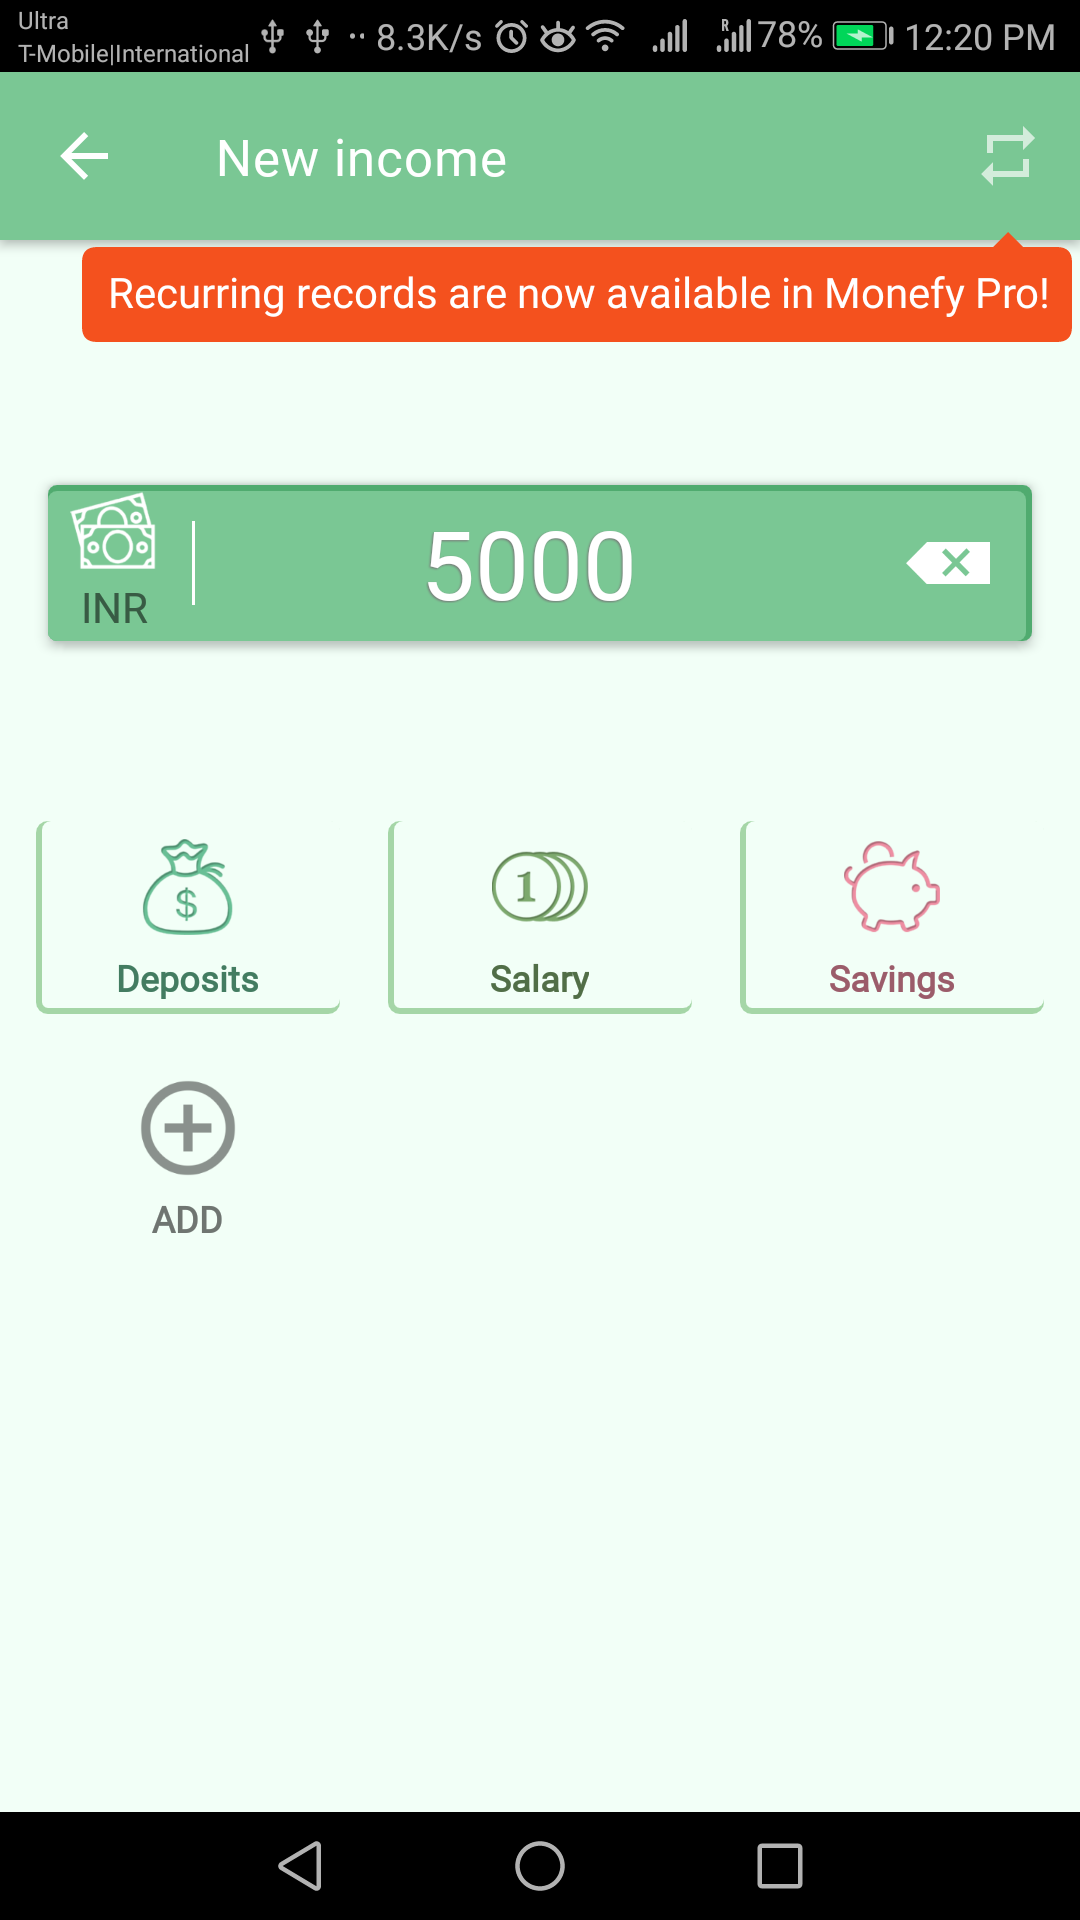 Ultra
T-Mobile|International
8.3K/s
R
78%
12:20 PM
New income
Recurring records are now available in Monefy Pro!
INR
5000
$
1
Deposits
Salary
Savings
ADD